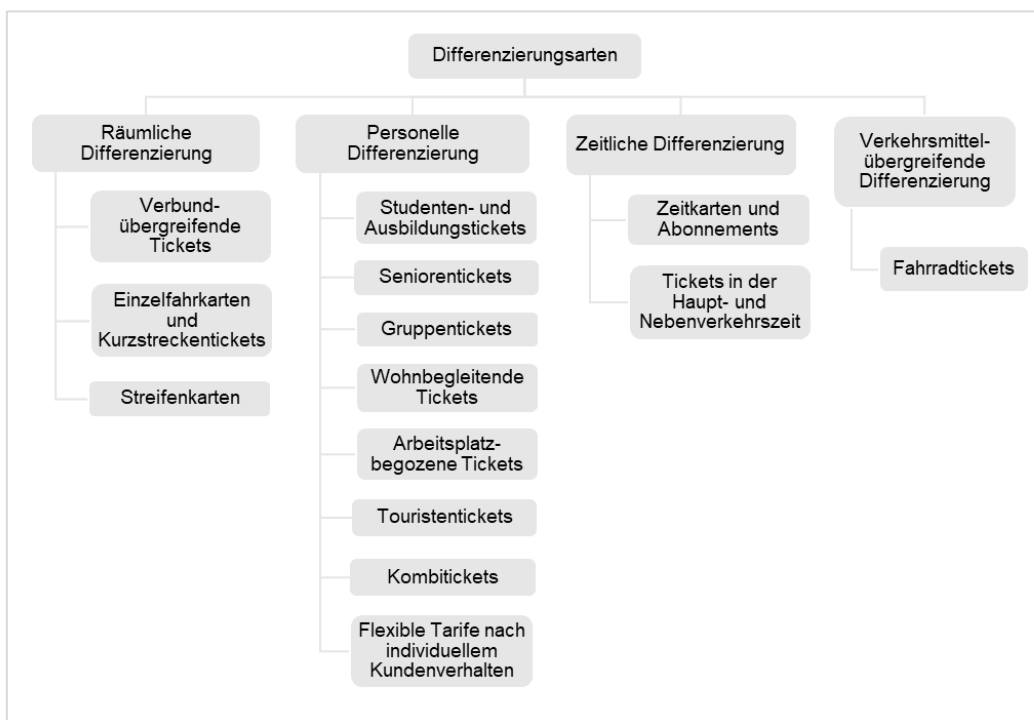 Differenzierungsarten
Räumliche
Differenzierung
Verbund-
übergreifende
Tickets
Einzelfahrkarten
und
Kurzstreckentickets
Streifenkarten
Personelle
Differenzierung
Studenten- und
Ausbildungstickets
Seniorentickets
Gruppentickets
Wohnbegleitende
Tickets
Arbeitsplatz-
begozene Tickets
Touristentickets
Kombitickets
Flexible Tarife nach
individuellem
Kundenverhalten
Zeitliche Differenzierung
Zeitkarten und
Abonnements
Tickets in der
Haupt- und
Nebenverkehrszeit
Verkehrsmittel-
übergreifende
Differenzierung
Fahrradtickets